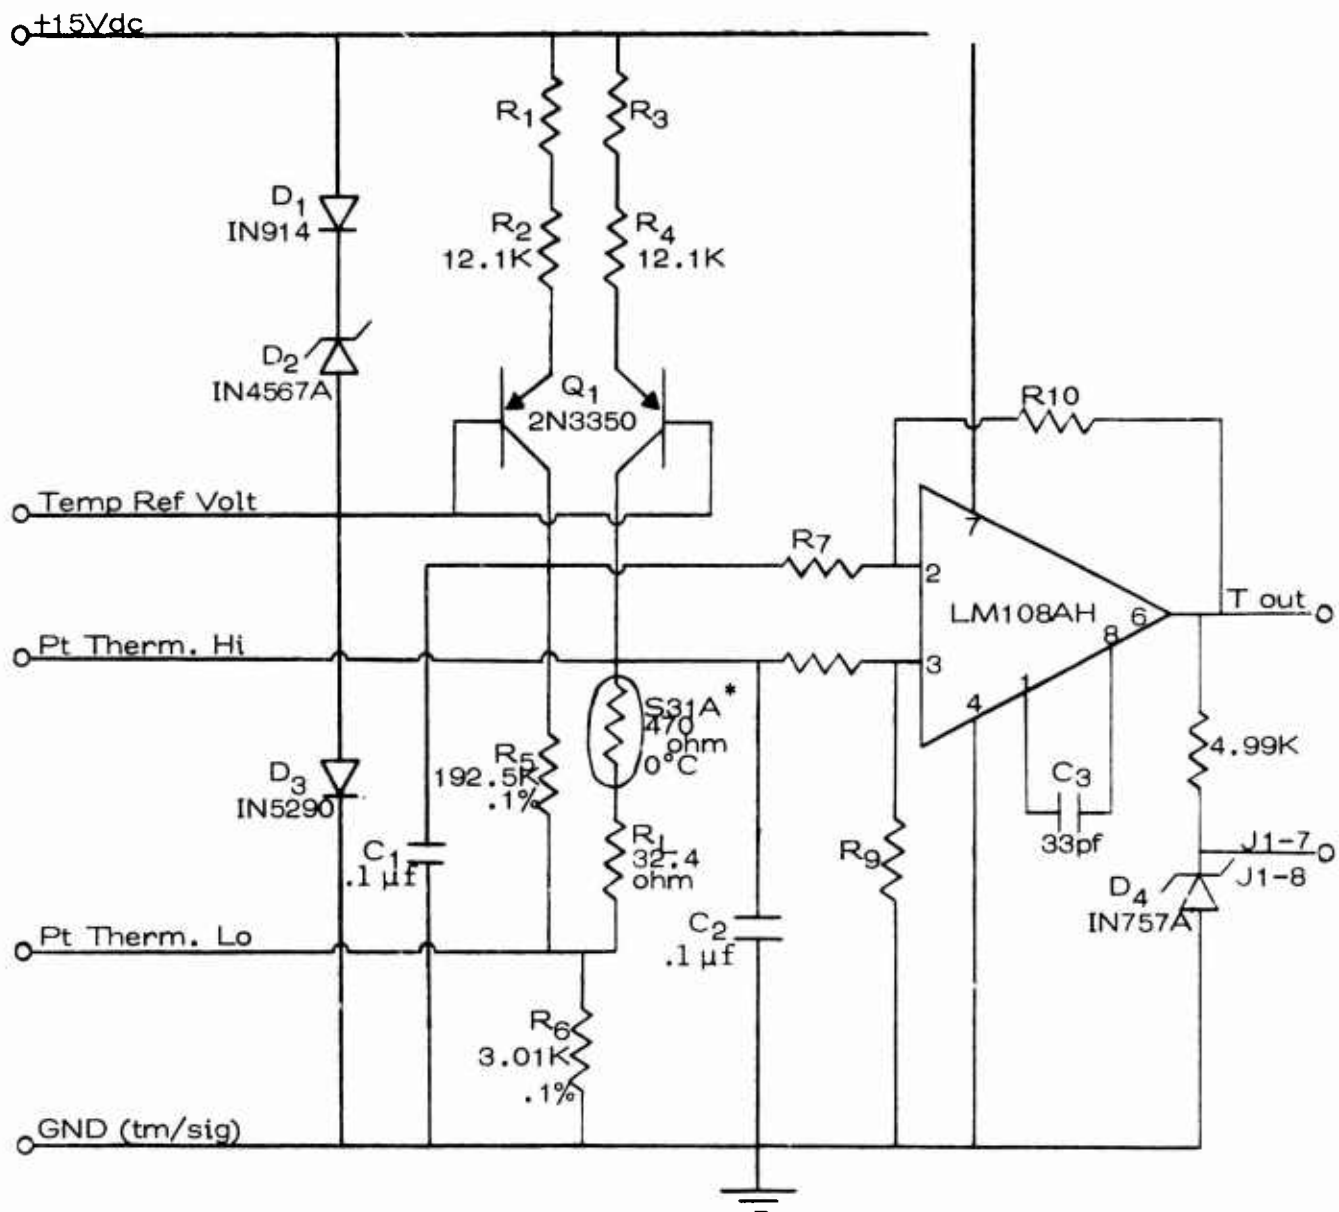 +15Vdc
R1
R3
D1
IN914
R2
12.1K
R4
12.1K
D2
IN4567A
Q1
2N3350
R10
Temp Ref Volt
R7
7
2
LM108AH
6
T out
8
Pt Therm. Hi
3
1
4
S31A*
470
ohm
0°C
4.99K
R5
192.5K
.1%
D3
IN5290
C3
33pf
C1
.1 µf
RL
32.4
ohm
R9
J1-7
J1-8
D4
IN757A
C2
.1 µf
Pt Therm. Lo
R6
3.01K
.1%
GND (tm/sig)